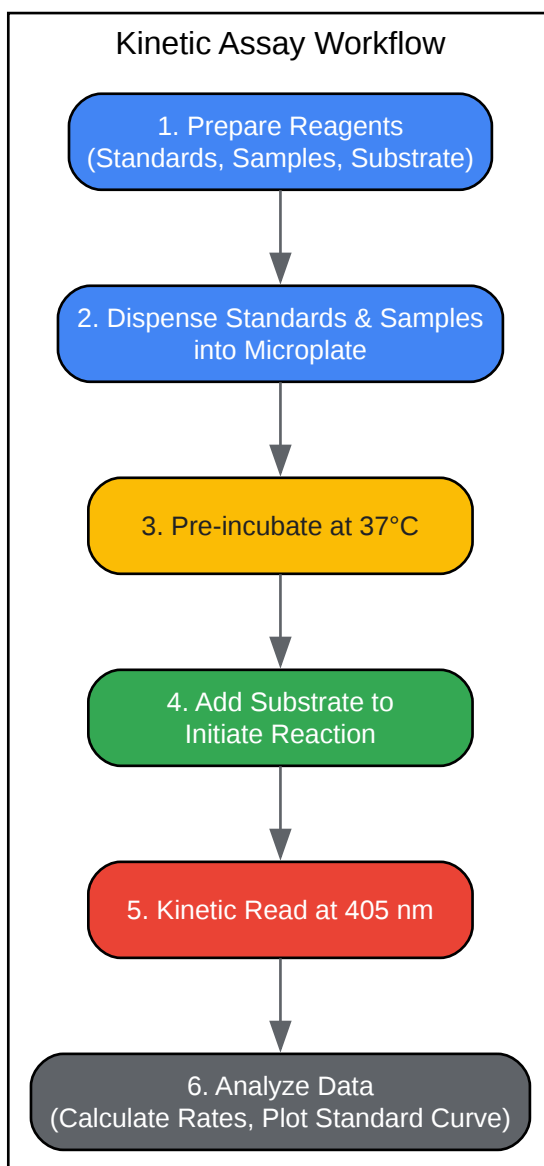 Kinetic Assay Workflow
1. Prepare Reagents
(Standards, Samples, Substrate)
2. Dispense Standards & Samples
into Microplate
3. Pre-incubate at 37°C
4. Add Substrate to
Initiate Reaction
5. Kinetic Read at 405 nm
6. Analyze Data
(Calculate Rates, Plot Standard Curve)